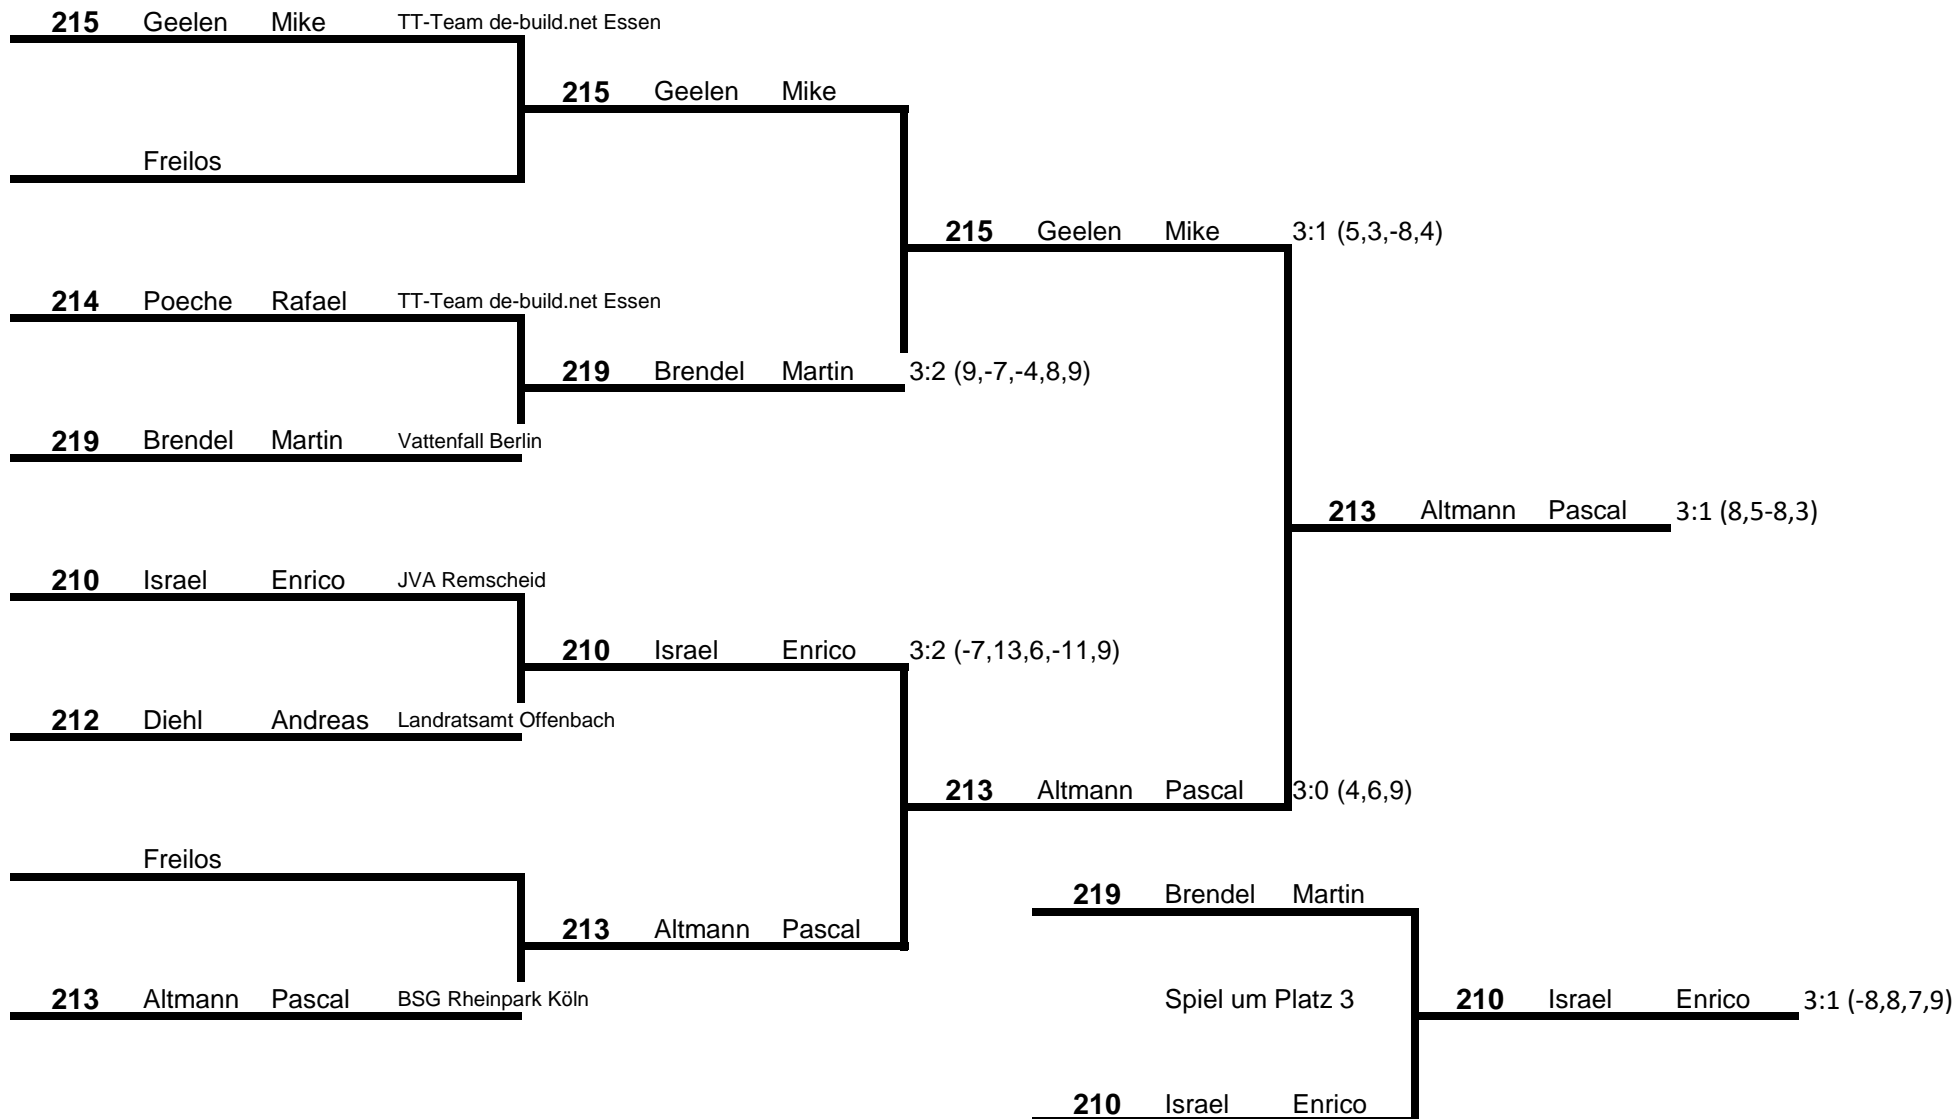 215 Geelen Mike TT-Team de-build.net Essen
215 Geelen Mike
Freilos
215 Geelen Mike 3:1 (5,3,-8,4)
214 Poeche Rafael TT-Team de-build.net Essen
219 Brendel Martin 3:2 (9,-7,-4,8,9)
219 Brendel Martin Vattenfall Berlin
213 Altmann Pascal 3:1 (8,5-8,3)
210 Israel Enrico JVA Remscheid
210 Israel Enrico 3:2 (-7,13,6,-11,9)
212 Diehl Andreas Landratsamt Offenbach
213 Altmann Pascal 3:0 (4,6,9)
Freilos
219 Brendel Martin
213 Altmann Pascal
213 Altmann Pascal BSG Rheinpark Köln
Spiel um Platz 3
210 Israel Enrico 3:1 (-8,8,7,9)
210 Israel Enrico